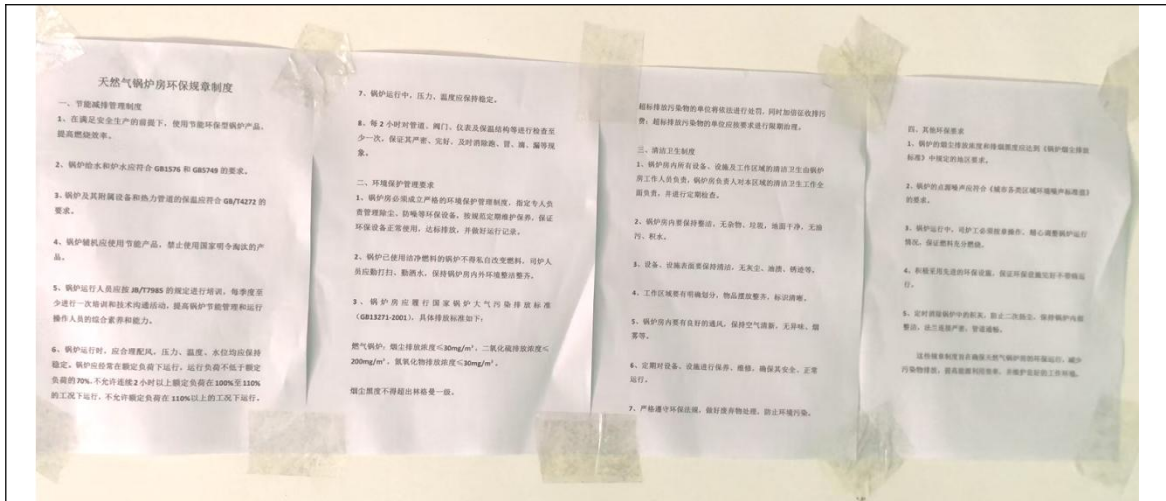 天然气锅炉房环保规章制度
一、节能减排管理制度
1、在满足安全生产的前提下，使用节能环保型锅炉产品，
提高燃烧效率。
2、锅炉给水和炉水应符合 GB1576 和 GB5749 的要求。
3、锅炉及其附属设备和热力管道的保温应符合 GB/T4272 的
要求。
4、锅炉辅机应使用节能产品，禁止使用国家明令淘汰的产
品。
5、锅炉运行人员应按 JB/T7985 的规定进行培训，每季度至
少进行一次培训和技术沟通活动，提高锅炉节能管理和运行
操作人员的综合素养和能力。
6、锅炉运行时，应合理配风，压力、温度、水位均应保持
稳定。锅炉应经常在额定负荷下运行，运行负荷不低于额定
负荷的70%，不允许连续2小时以上额定负荷在100%至110%
的工况下运行，不允许额定负荷在110%以上的工况下运行。
7、锅炉运行中，压力、温度应保持稳定。
8、每2小时对管道、阀门、仪表及保温结构等进行检查至
少一次，保证其严密、完好，及时消除跑、冒、滴、漏等现
象。
二、环境保护管理要求
1、锅炉房必须成立严格的环境保护管理制度，指定专人负
责管理除尘、防噪等环保设备，按规范定期维护保养，保证
环保设备正常使用，达标排放，并做好运行记录。
2、锅炉已使用洁净燃料的锅炉不得私自改变燃料，司炉人
员应勤打扫、勤洒水，保持锅炉房内外环境整洁整齐。
3、锅炉房应履行国家锅炉大气污染排放标准
（GB13271-2001），具体排放标准如下：
燃气锅炉：烟尘排放浓度≤30mg/m³，二氧化硫排放浓度≤
200mg/m³，氮氧化物排放浓度≤30mg/m³。
烟尘黑度不得超出林格曼一级。
超标排放污染物的单位将依法进行处罚，同时加倍征收排污
费；超标排放污染物的单位应按要求进行限期治理。
三、清洁卫生制度
1、锅炉房内所有设备、设施及工作区域的清洁卫生由锅炉
房工作人员负责，锅炉房负责人对本区域的清洁卫生工作全
面负责，并进行定期检查。
2、锅炉房内要保持整洁，无杂物、垃圾，地面干净，无油
污、积水。
3、设备、设施表面要保持清洁，无灰尘、油渍、锈迹等。
4、工作区域要有明确划分，物品摆放整齐，标识清晰。
5、锅炉房内要有良好的通风，保持空气清新，无异味、烟
雾等。
6、定期对设备、设施进行保养、维修，确保其安全、正常
运行。
7、严格遵守环保法规，做好废弃物处理，防止环境污染。
四、其他环保要求
1、锅炉的烟尘排放浓度和排烟黑度应达到《锅炉烟尘排放
标准》中规定的地区要求。
2、锅炉的点源噪声应符合《城市各类区域环境噪声标准值》
的要求。
3、锅炉运行中，司炉工必须按章操作，随心调整锅炉运行
情况，保证燃料充分燃烧。
4、积极采用先进的环保设施，保证环保设施完好不带病运
行。
5、定时清除锅炉中的积灰，防止二次扬尘，保持锅炉内部
整洁，法兰连接严密，管道通畅。
这些规章制度旨在确保天然气锅炉房的环保运行，减少
污染物排放，提高能源利用效率，并维护良好的工作环境。